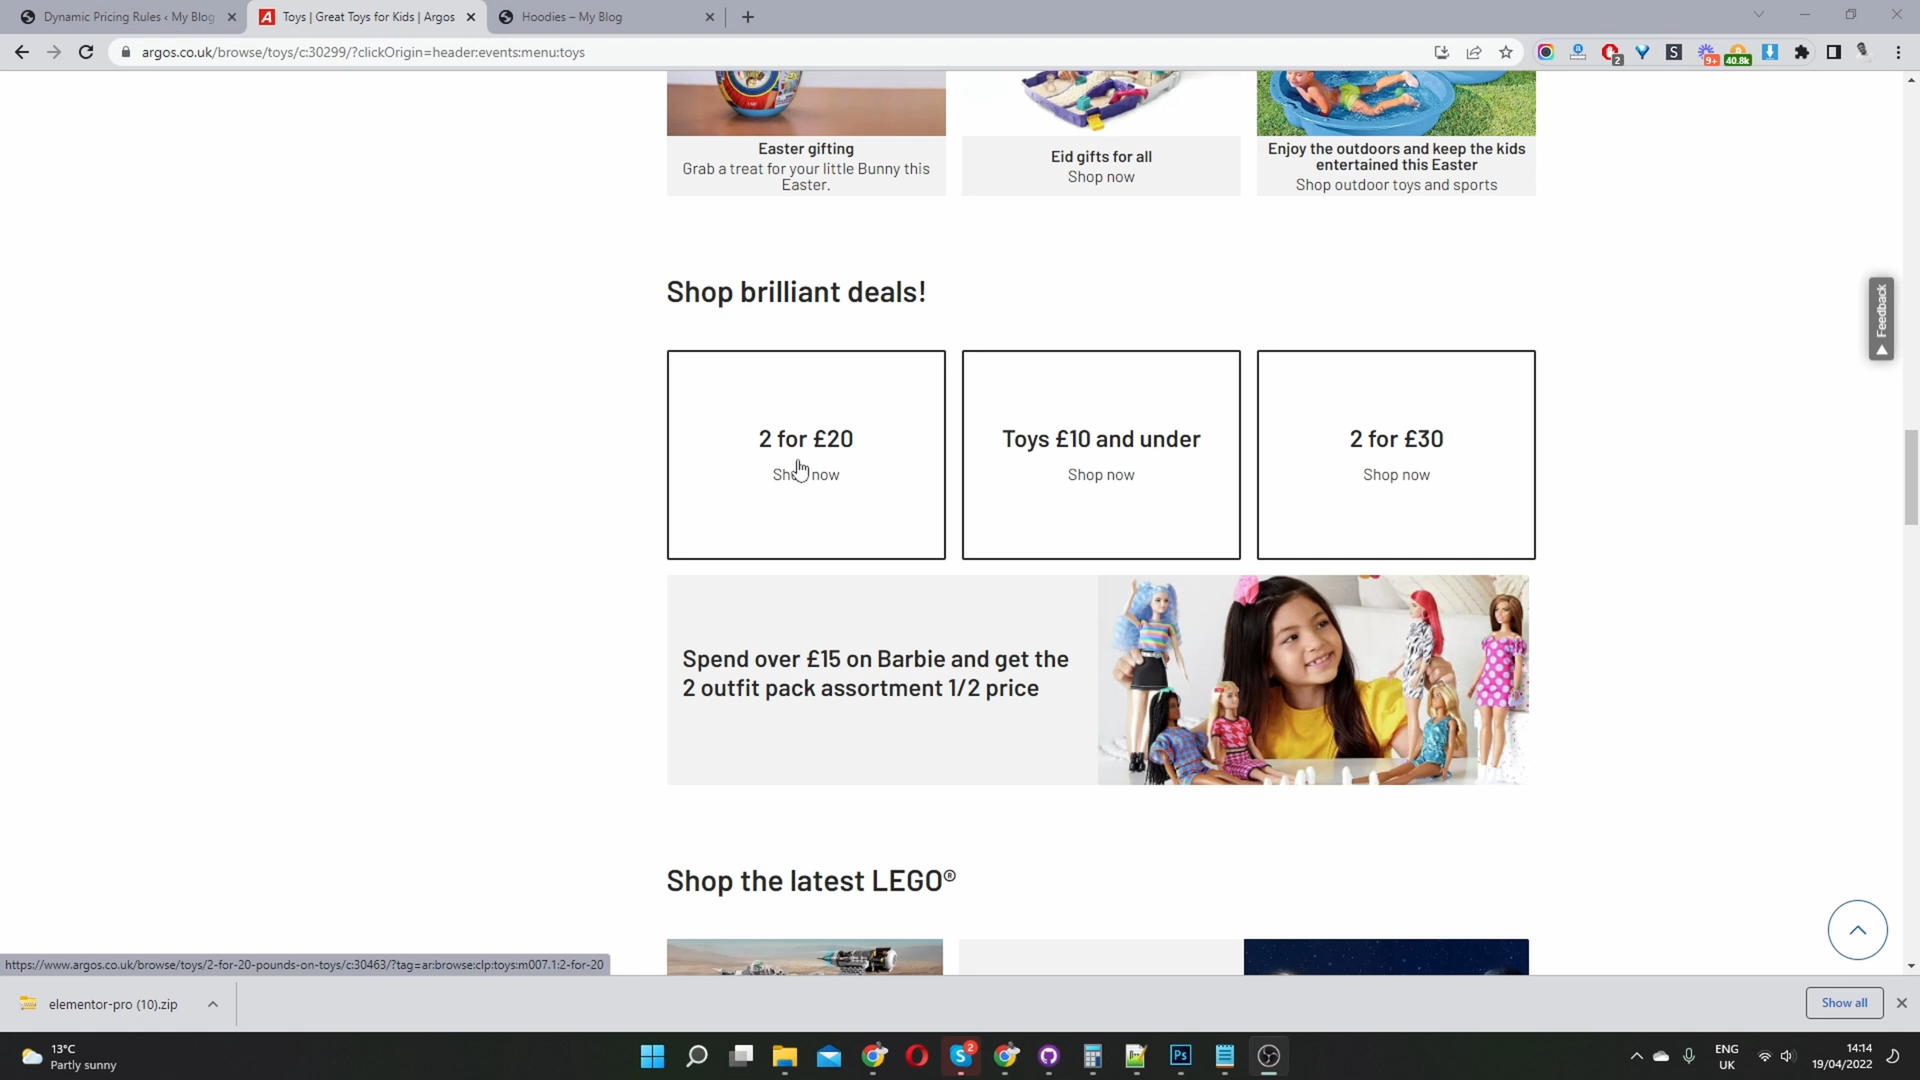 Dynamic Pricing Rules ‹ My Blog
Toys | Great Toys for Kids | Argos
Hoodies – My Blog
argos.co.uk/browse/toys/c:30299/?clickOrigin=header:events:menu:toys
2
S
9+
40.8k
Easter gifting
Grab a treat for your little Bunny this
Easter.
Eid gifts for all
Shop now
Enjoy the outdoors and keep the kids
entertained this Easter
Shop outdoor toys and sports
Shop brilliant deals!
Feedback
2 for £20
Shop now
Toys £10 and under
Shop now
2 for £30
Shop now
Spend over £15 on Barbie and get the
2 outfit pack assortment 1/2 price
Shop the latest LEGO®
https://www.argos.co.uk/browse/toys/2-for-20-pounds-on-toys/c:30463/?tag=ar:browse:clp:toys:m007.1:2-for-20
elementor-pro (10).zip
Show all
13°C
Partly sunny
2
Ps
ENG
UK
14:14
19/04/2022